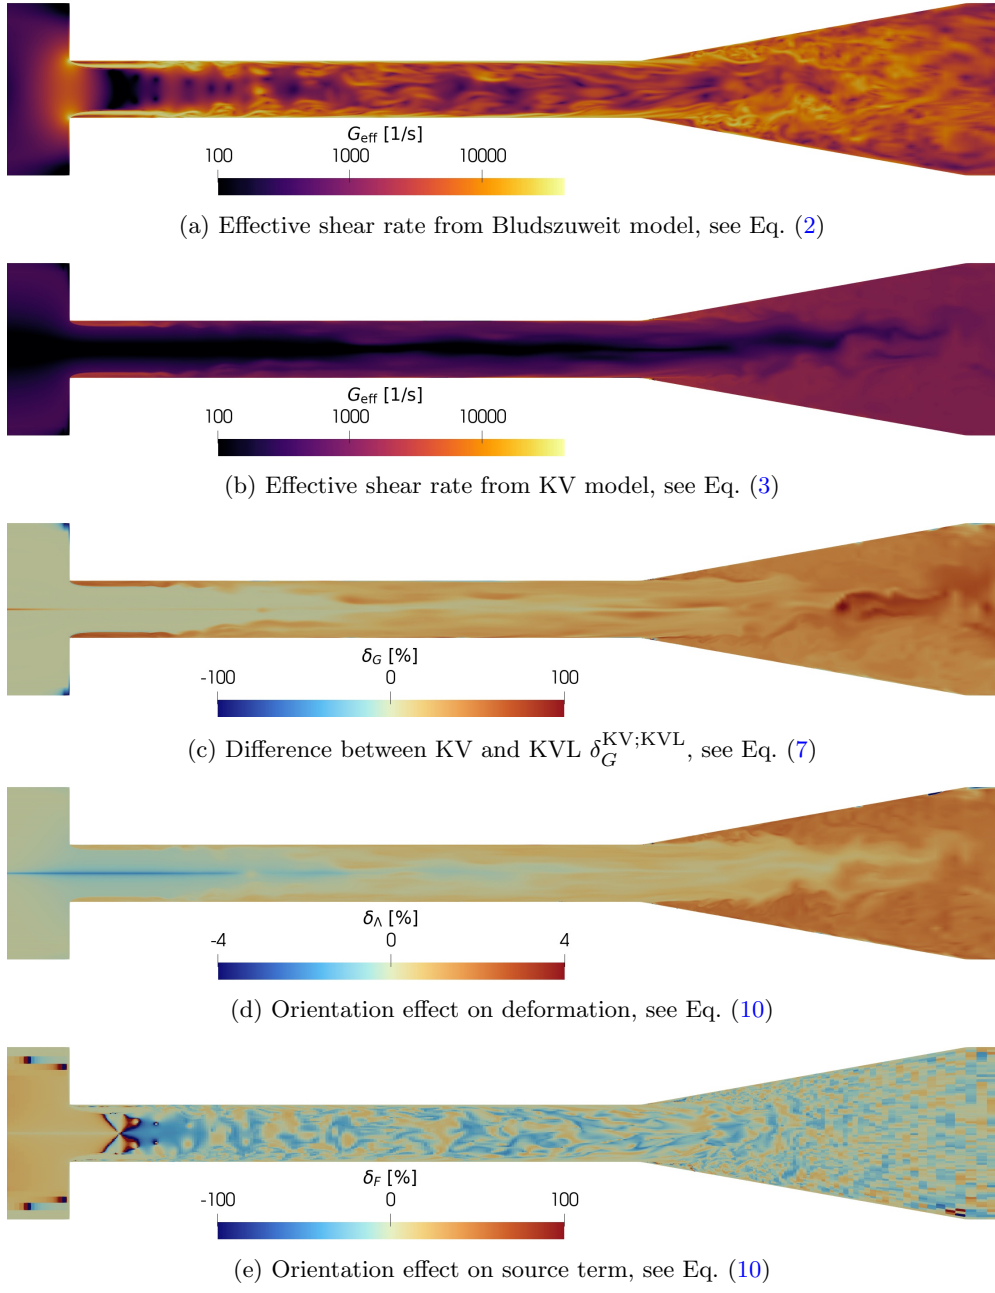 G_eff [1/s]
100 1000 10000
(a) Effective shear rate from Bludszuweit model, see Eq. (2)
G_eff [1/s]
100 1000 10000
(b) Effective shear rate from KV model, see Eq. (3)
δ_G [%]
-100 0 100
(c) Difference between KV and KVL δ_G^{KV;KVL}, see Eq. (7)
δ_Λ [%]
-4 0 4
(d) Orientation effect on deformation, see Eq. (10)
δ_F [%]
-100 0 100
(e) Orientation effect on source term, see Eq. (10)